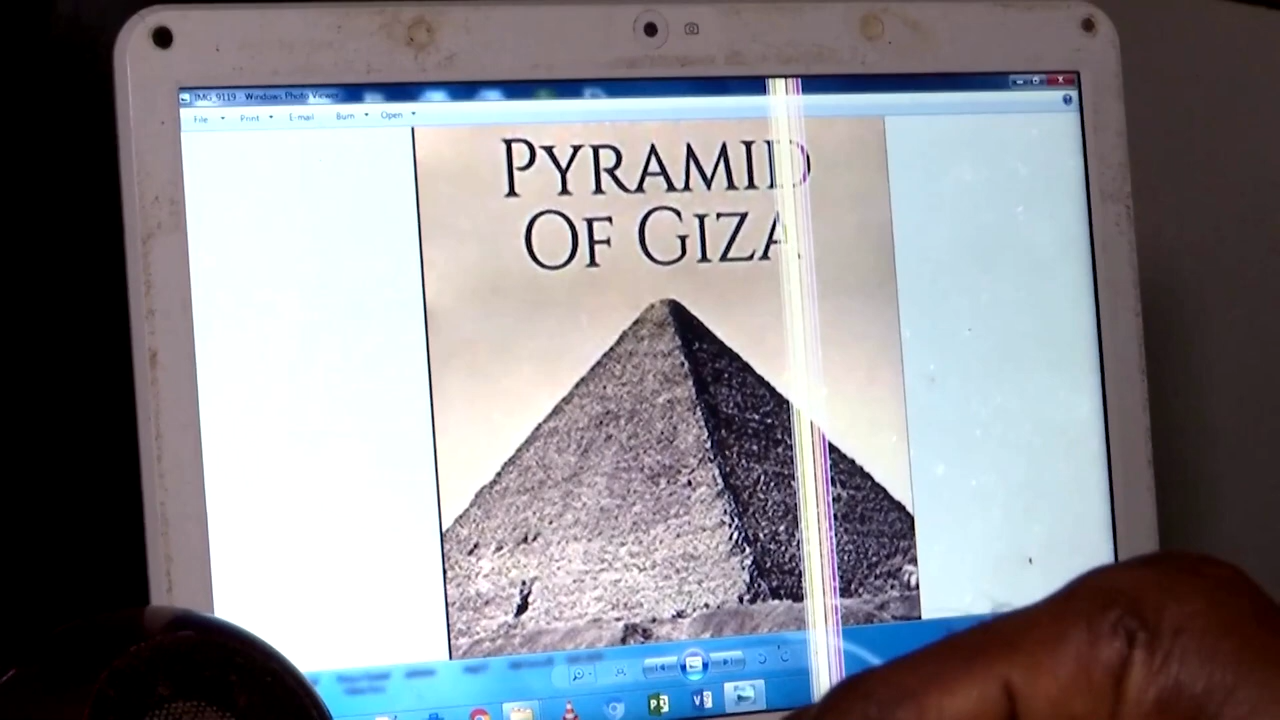 IMG_9119 - Windows Photo Viewer
File Print E-mail Burn Open
PYRAMID
OF GIZA